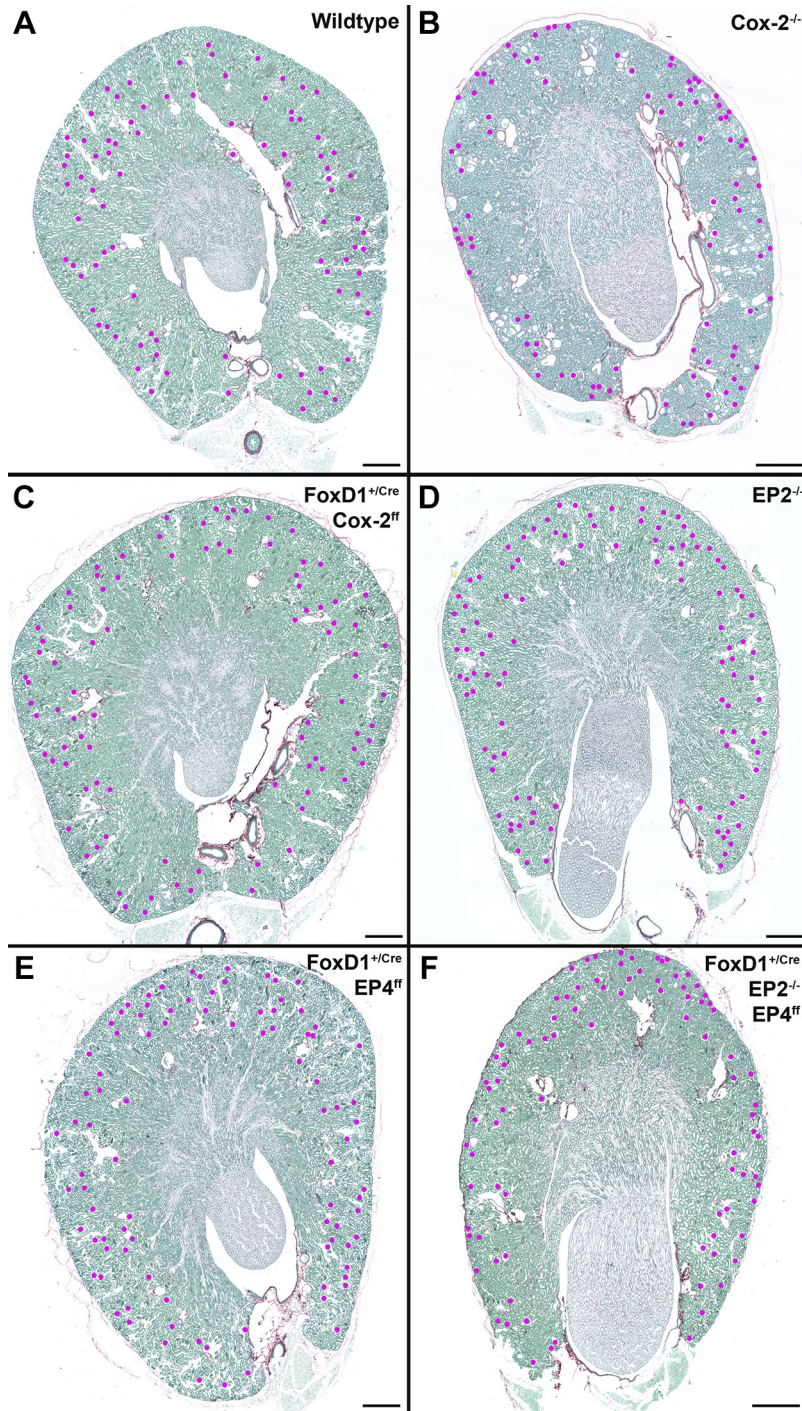 A
Wildtype
B
Cox-2-/-
C
FoxD1+/Cre
Cox-2ff
D
EP2-/-
E
FoxD1+/Cre
EP4ff
F
FoxD1+/Cre
EP2-/-
EP4ff